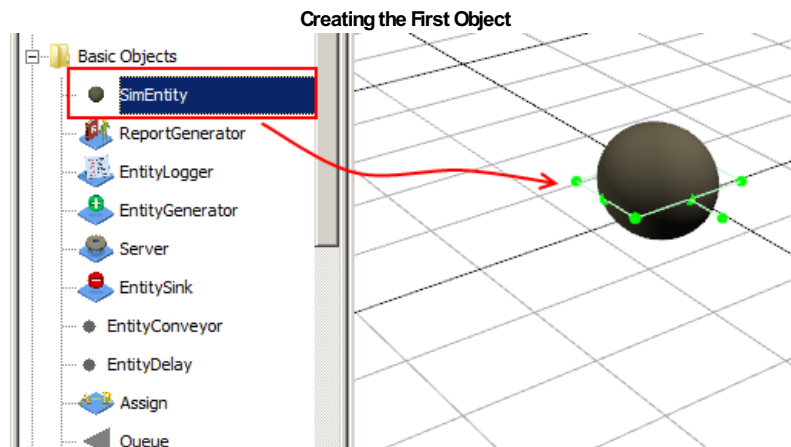 Creating the First Object
Basic Objects
SimEntity
ReportGenerator
EntityLogger
EntityGenerator
Server
EntitySink
EntityConveyor
EntityDelay
Assign
Queue